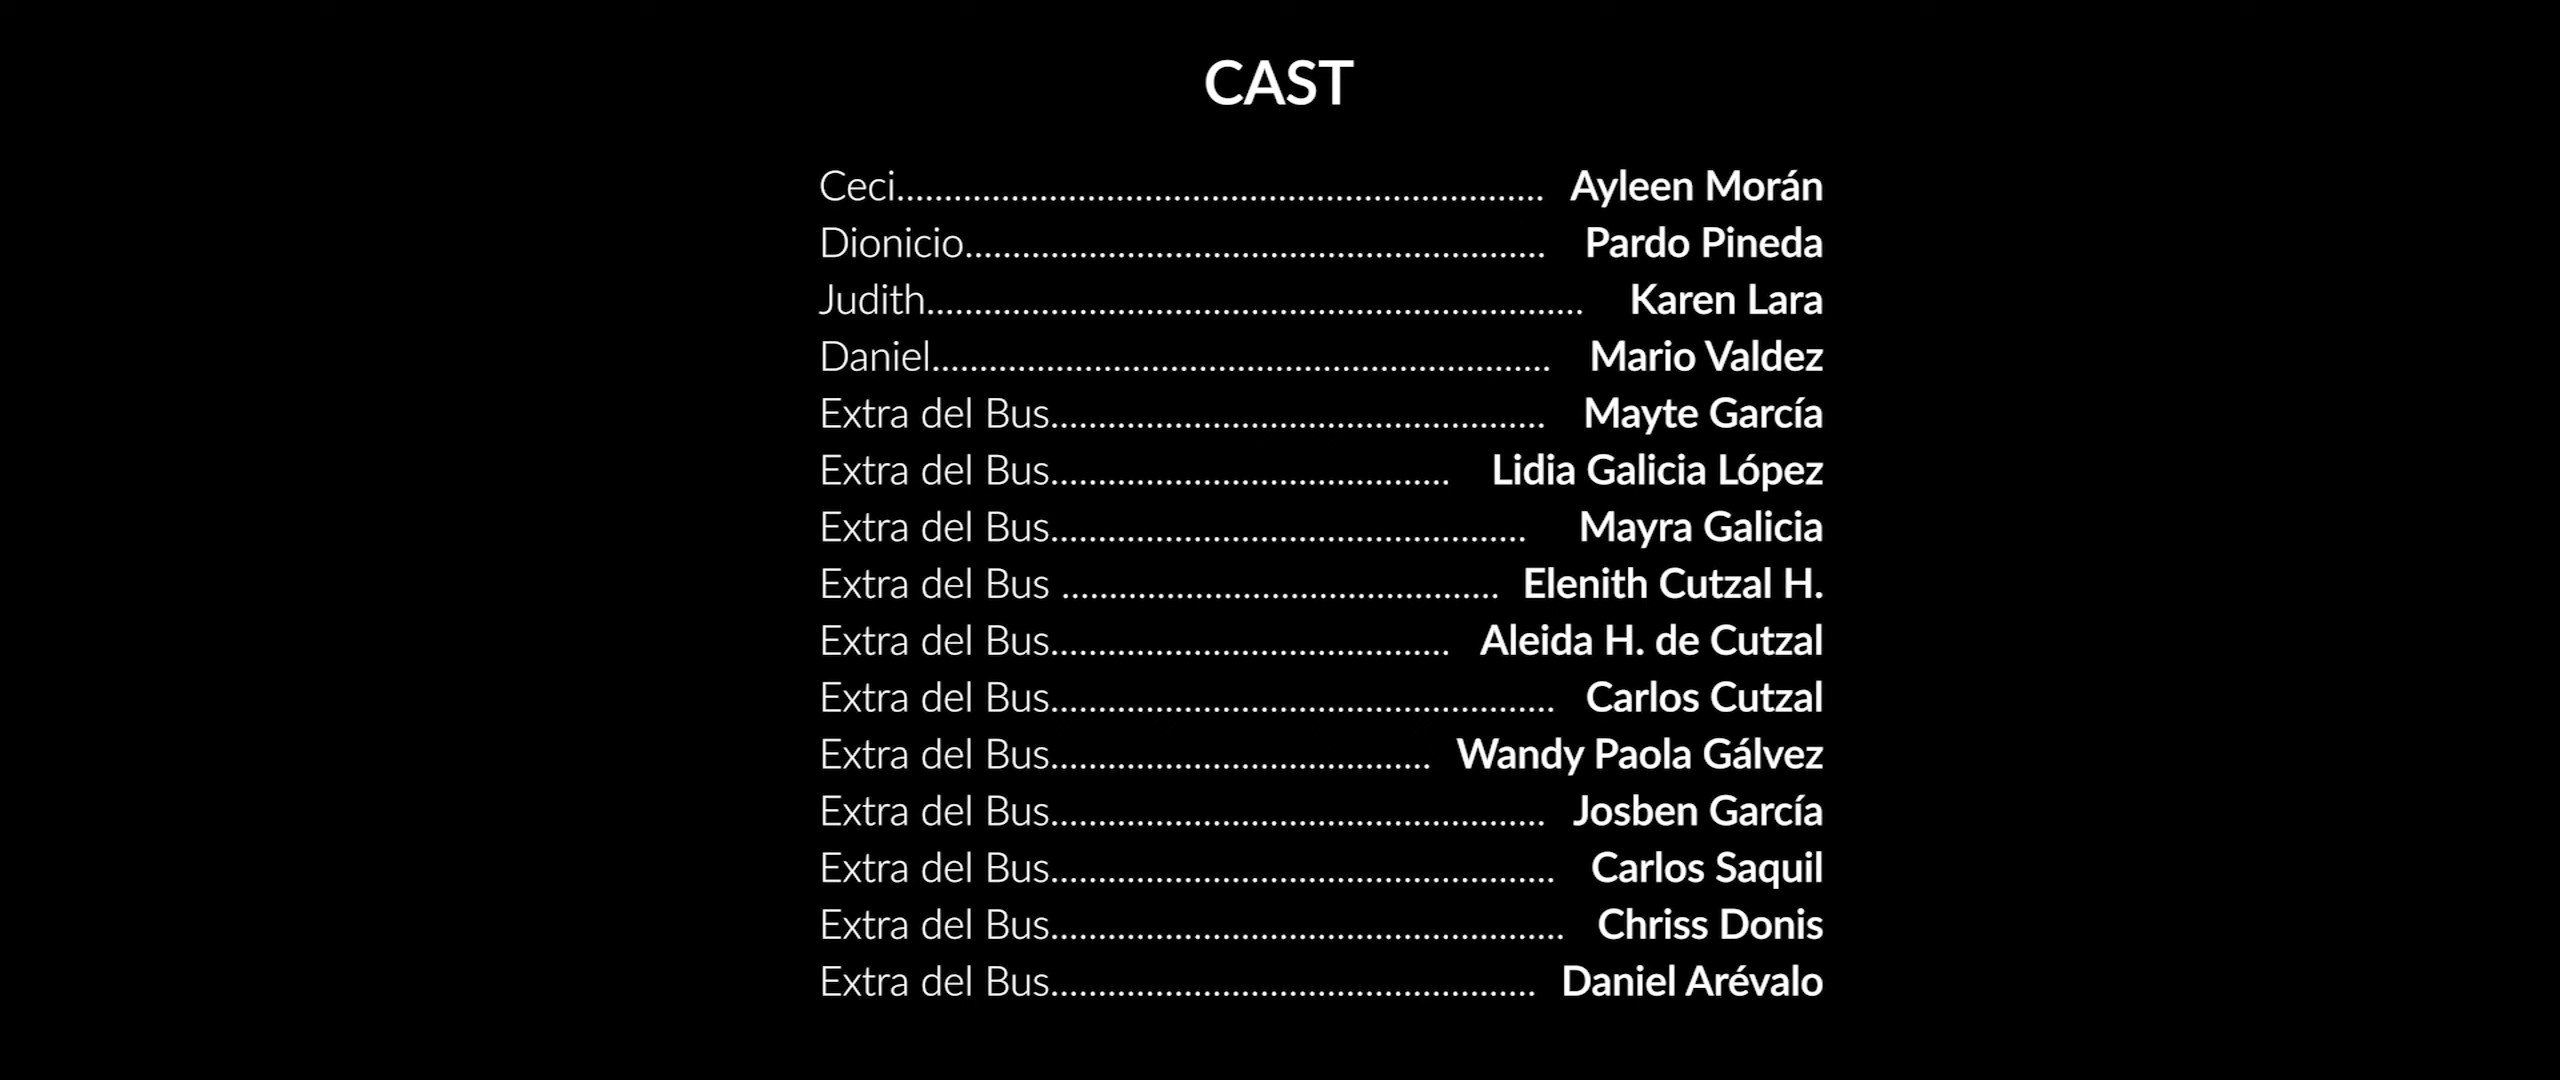 CAST
Ceci..................................................................... Ayleen Morán
Dionicio.............................................................. Pardo Pineda
Judith...................................................................... Karen Lara
Daniel.................................................................. Mario Valdez
Extra del Bus..................................................... Mayte García
Extra del Bus........................................... Lidia Galicia López
Extra del Bus................................................... Mayra Galicia
Extra del Bus ............................................... Elenith Cutzal H.
Extra del Bus........................................... Aleida H. de Cutzal
Extra del Bus...................................................... Carlos Cutzal
Extra del Bus......................................... Wandy Paola Gálvez
Extra del Bus..................................................... Josben García
Extra del Bus...................................................... Carlos Saquil
Extra del Bus....................................................... Chriss Donis
Extra del Bus.................................................... Daniel Arévalo